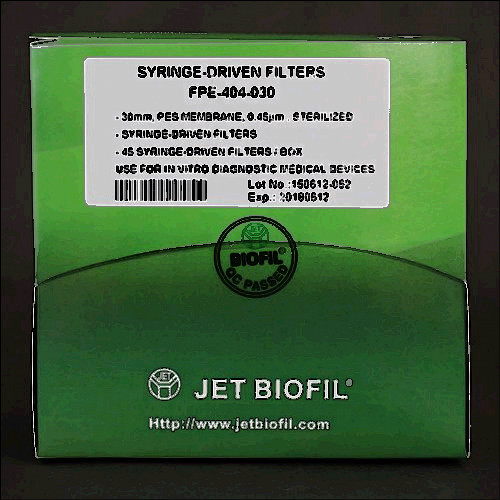 SYRINGE-DRIVEN FILTERS
FPE-404-030
- 30mm, PES MEMBRANE, 0.45µm, STERILIZED
- SYRINGE-DRIVEN FILTERS
- 45 SYRINGE-DRIVEN FILTERS / BOX
USE FOR IN VITRO DIAGNOSTIC MEDICAL DEVICES
Lot No.:150612-052
Exp.: 20180612
BIOFIL®
QC PASSED
JET
JET BIOFIL®
Http://www.jetbiofil.com